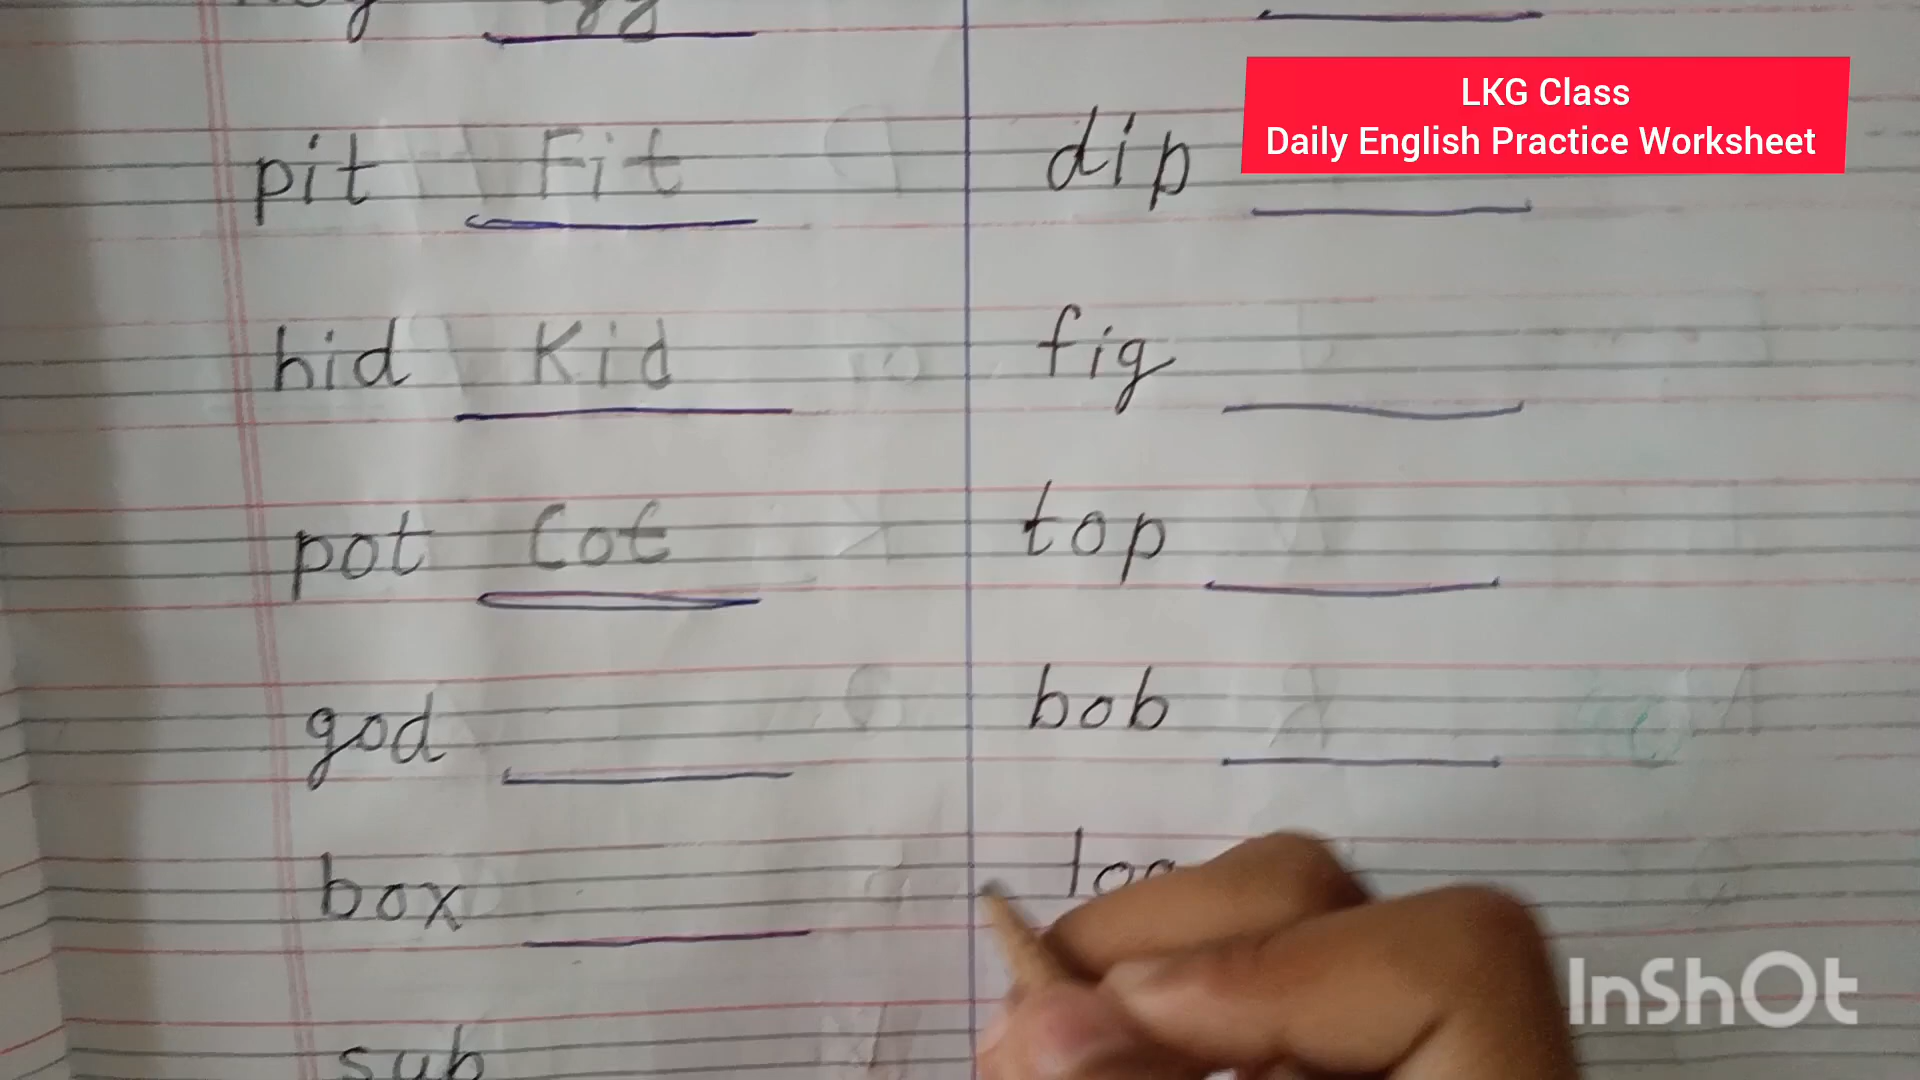 LKG Class
Daily English Practice Worksheet
pit Fit dip
hid Kid fig
pot Cot top
god bob
box
sub
InShOt